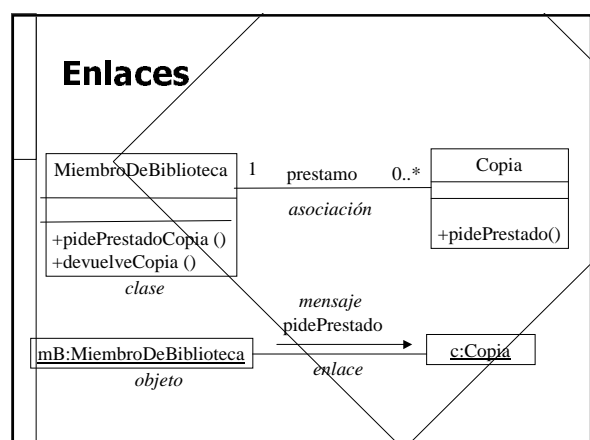 Enlaces
MiembroDeBiblioteca
1
prestamo
0..*
Copia
asociación
+pidePrestadoCopia ()
+devuelveCopia ()
+pidePrestado()
clase
mensaje
pidePrestado
mB:MiembroDeBiblioteca
c:Copia
objeto
enlace